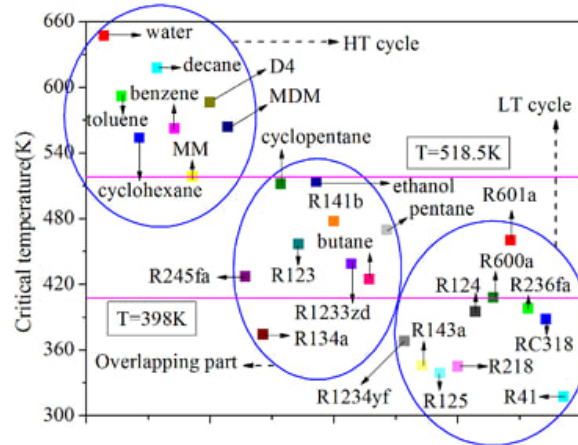 660
water
HT cycle
decane
D4
LT cycle
600
benzene
MDM
toluene
cyclopentane
540
MM
T=518.5K
cyclohexane
ethanol
R601a
R141b
pentane
480
butane
R600a
R245fa
R123
R124
R236fa
420
R1233zd
T=398K
R143a
RC318
R134a
360
Overlapping part
R218
R1234yf
R125
R41
300
Critical temperature(K)